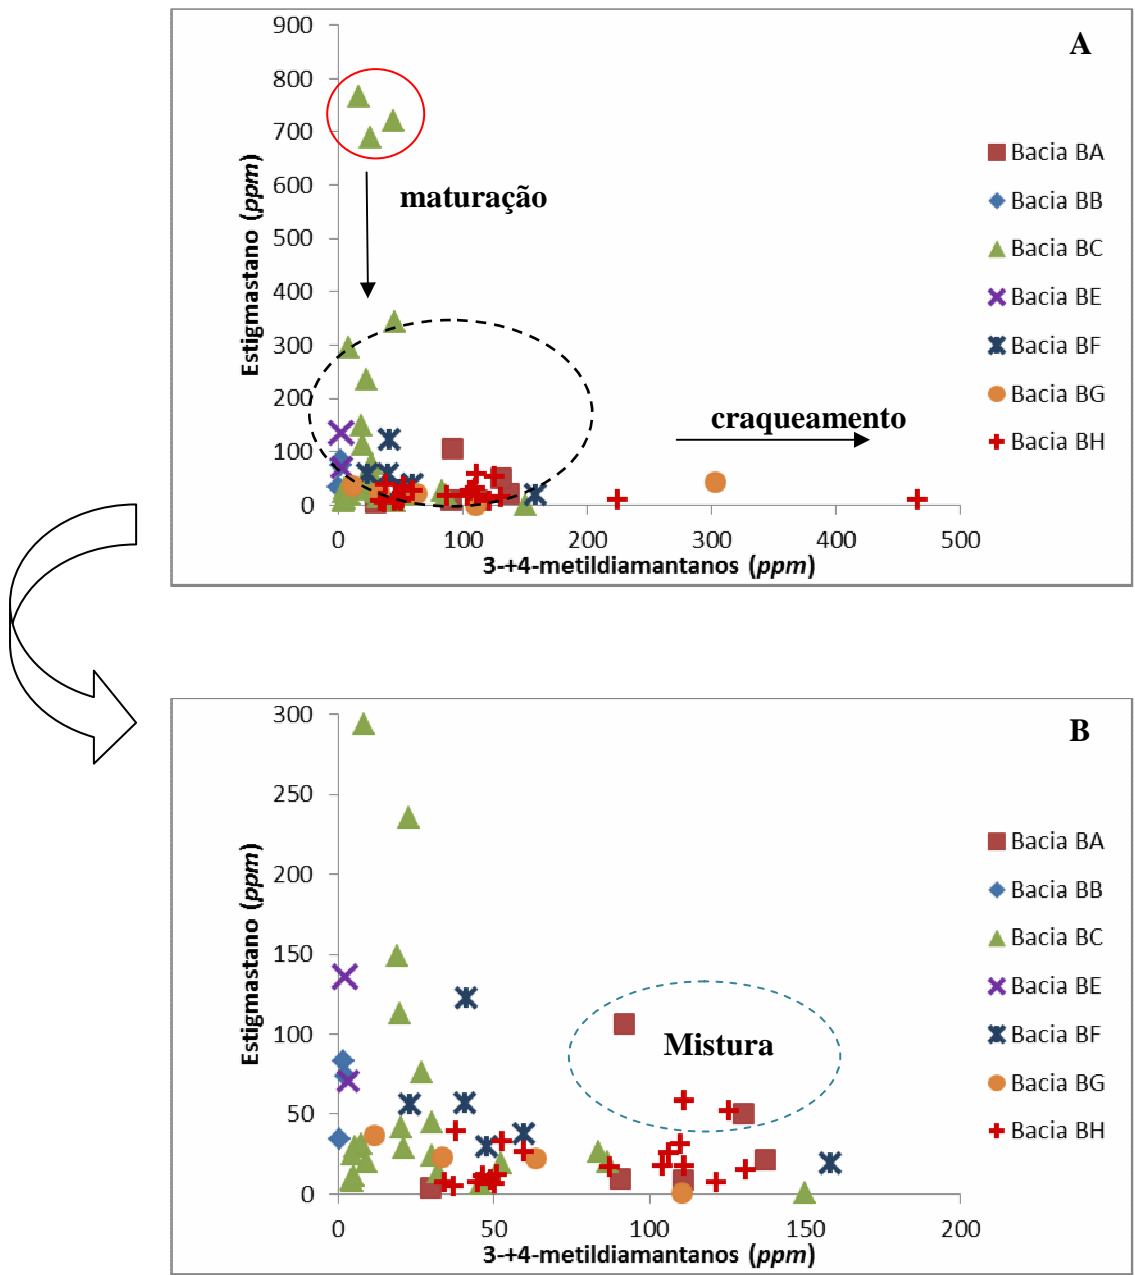 A
900
800
700
600
500
400
300
200
100
0
Estigmastano (ppm)
maturação
craqueamento
0 100 200 300 400 500
3-+4-metildiamantanos (ppm)
Bacia BA
Bacia BB
Bacia BC
Bacia BE
Bacia BF
Bacia BG
Bacia BH
B
300
250
200
150
100
50
0
Estigmastano (ppm)
Mistura
0 50 100 150 200
3-+4-metildiamantanos (ppm)
Bacia BA
Bacia BB
Bacia BC
Bacia BE
Bacia BF
Bacia BG
Bacia BH